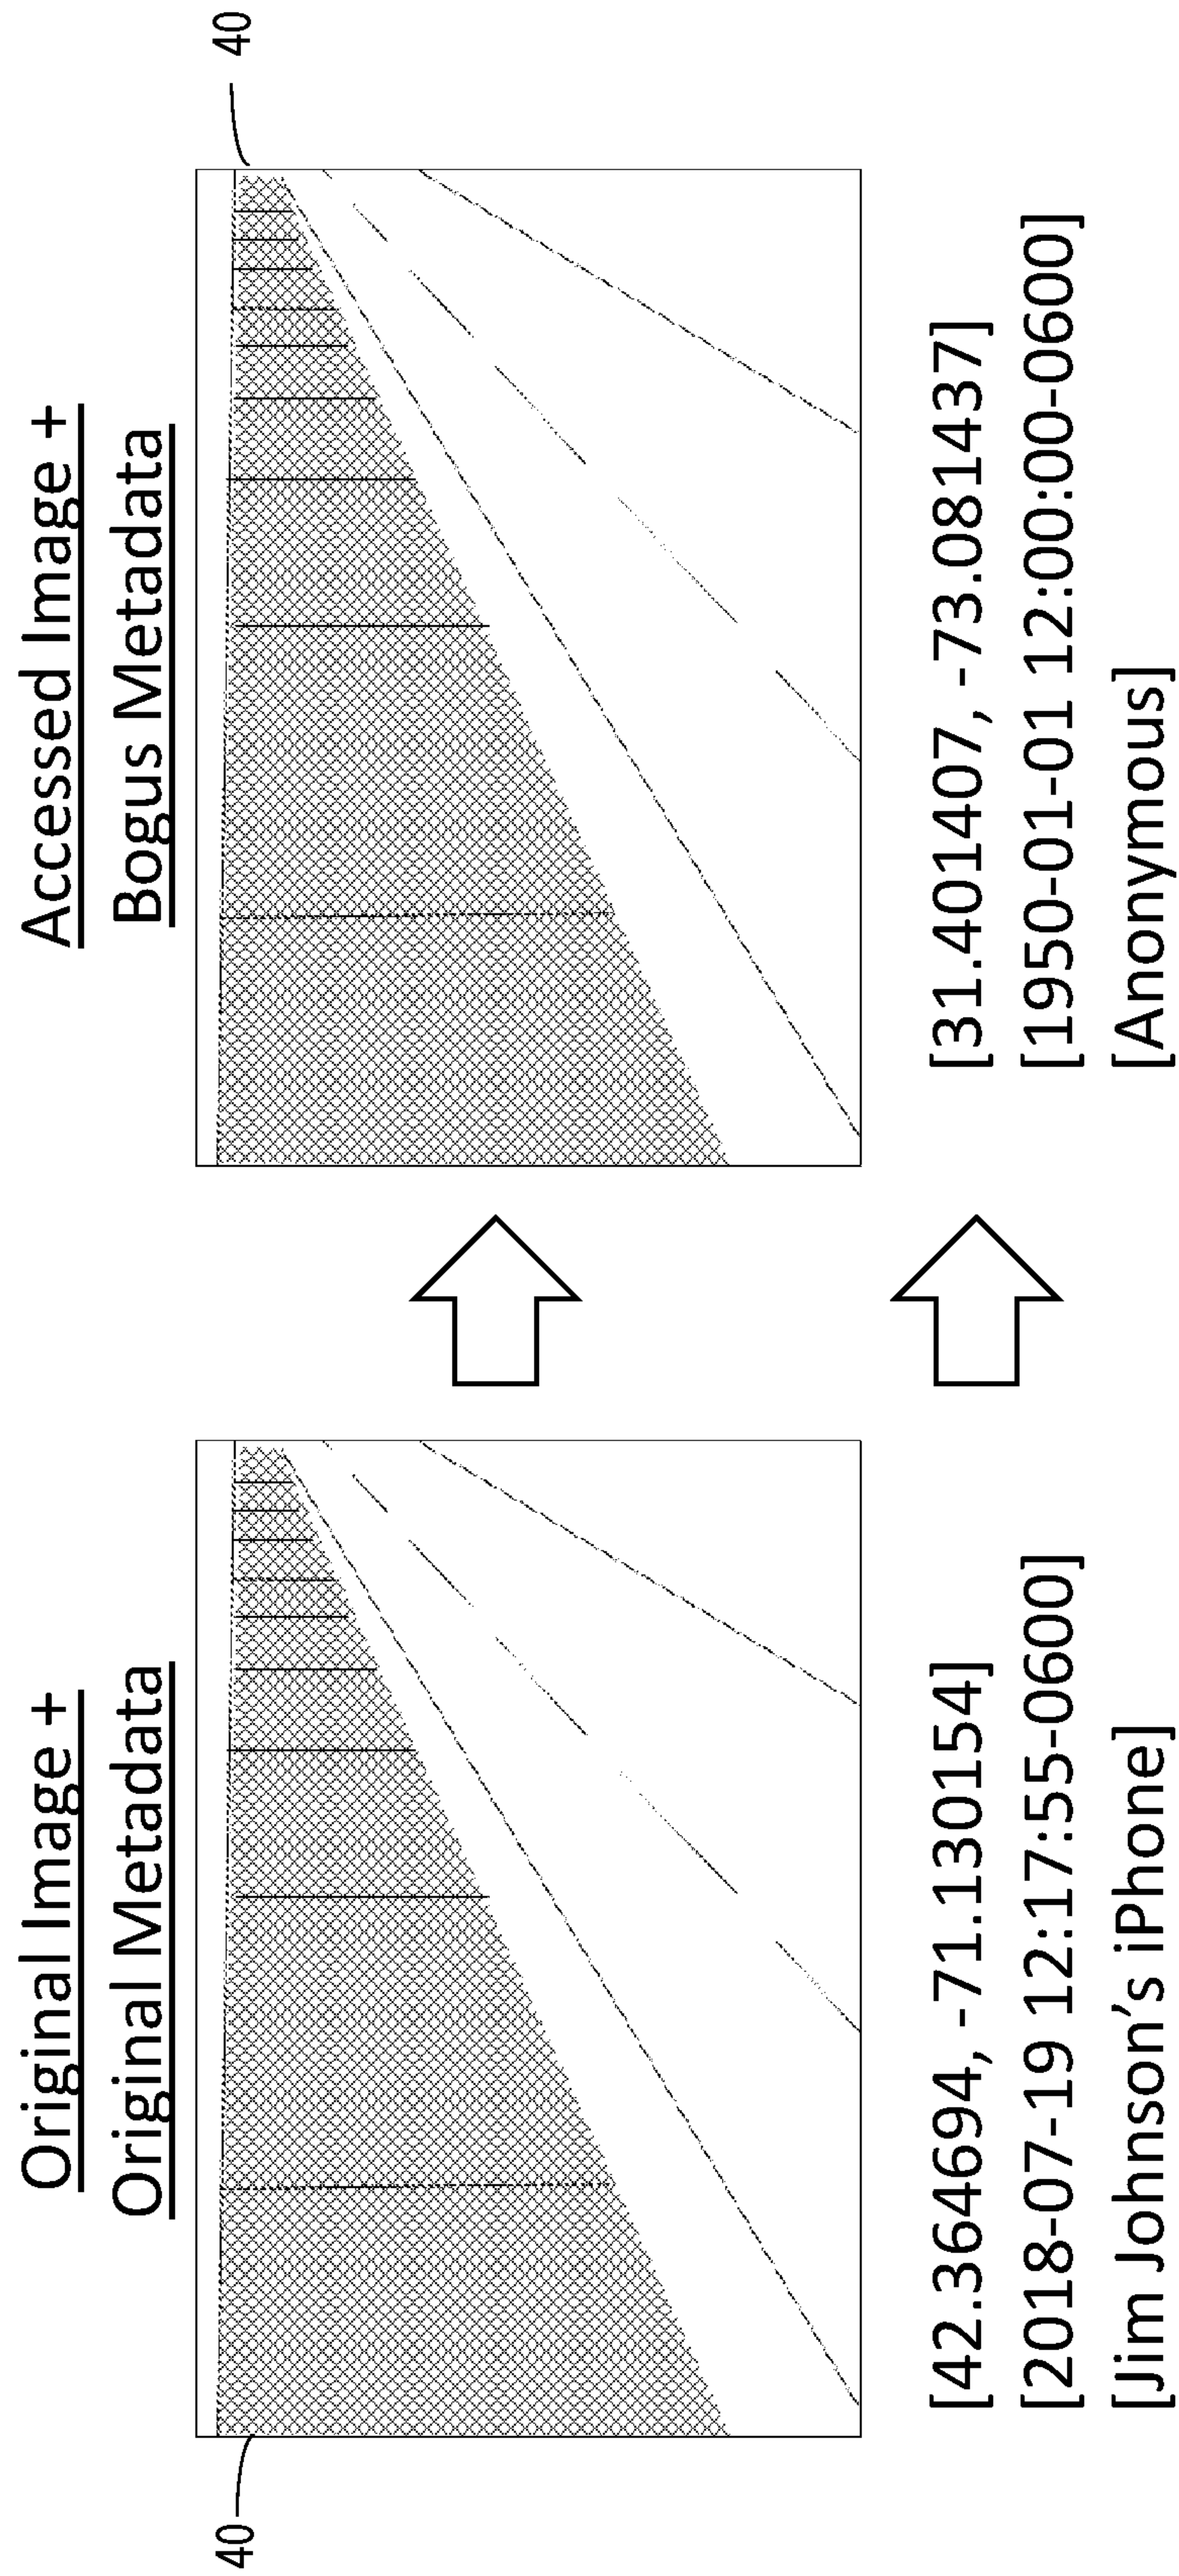 Original Image +
Original Metadata
40
[42.364694, -71.130154]
[2018-07-19 12:17:55-0600]
[Jim Johnson’s iPhone]
Accessed Image +
Bogus Metadata
40
[31.401407, -73.081437]
[1950-01-01 12:00:00-0600]
[Anonymous]